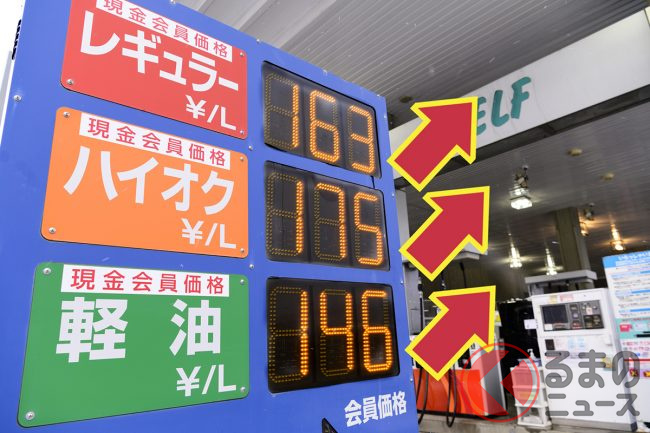 現金会員価格
レギュラー
¥/L
163
現金会員価格
ハイオク
¥/L
175
現金会員価格
軽油
¥/L
146
会員価格
ELF
くるまの
ニュース